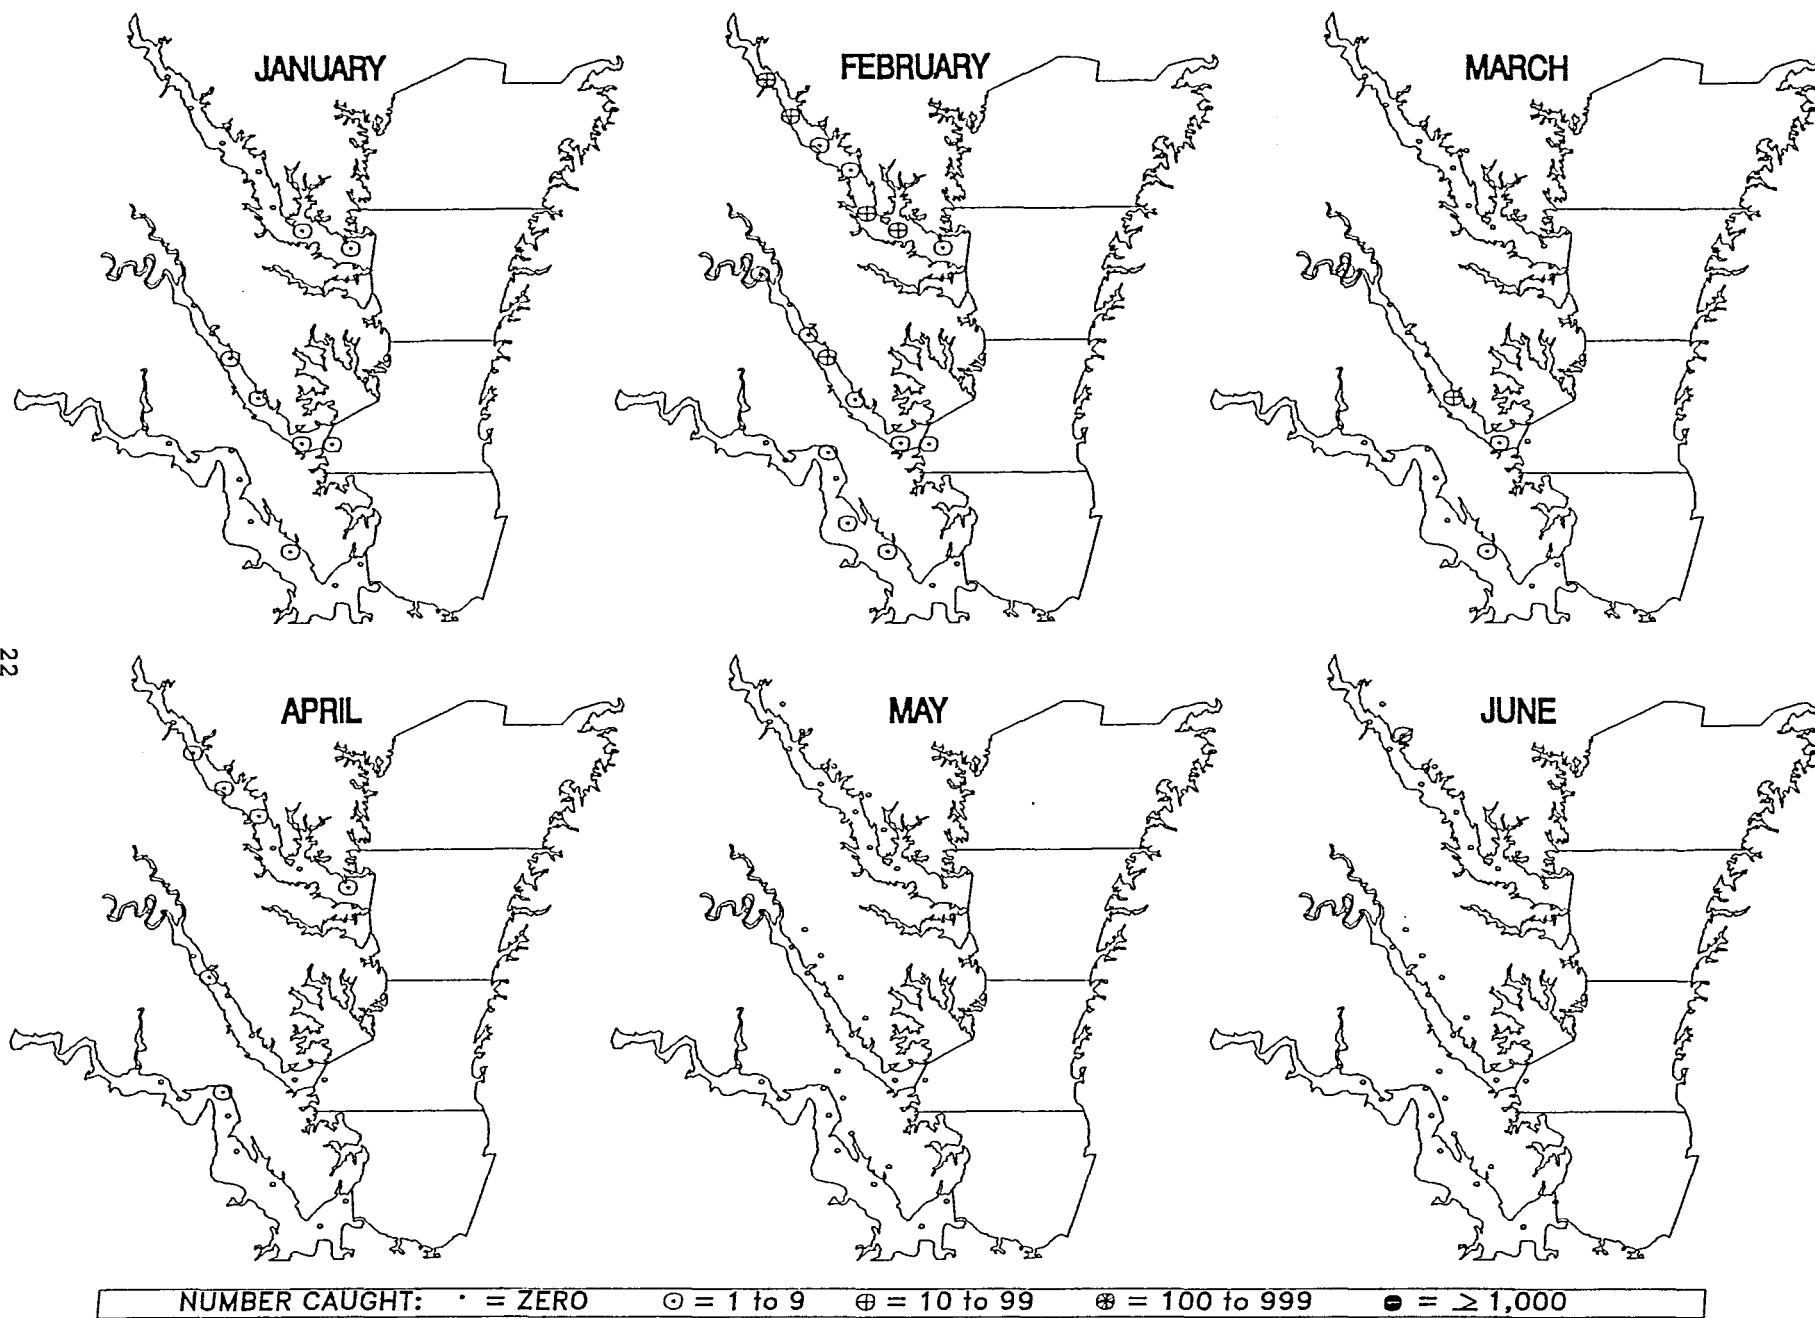 JANUARY
FEBRUARY
MARCH
22
APRIL
MAY
JUNE
NUMBER CAUGHT: · = ZERO ⊙ = 1 to 9 ⊕ = 10 to 99 ⊛ = 100 to 999 ● = ≥ 1,000